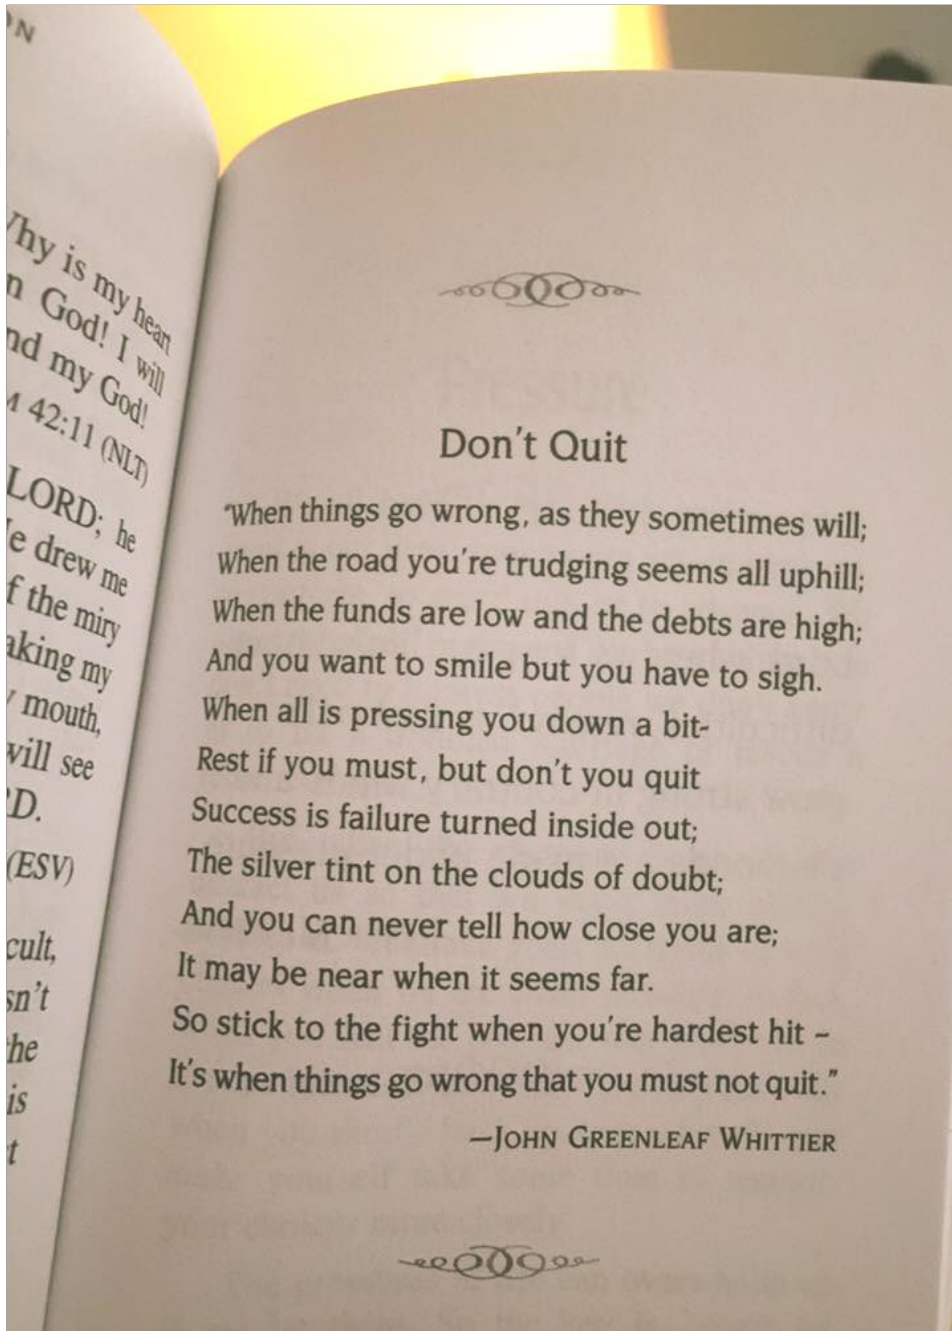 ON
Why is my heart
n God! I will
nd my God!
M 42:11 (NLT)
LORD; he
He drew me
f the miry
aking my
y mouth,
will see
RD.
(ESV)
cult,
sn't
the
is
t
Pressure
Don't Quit
"When things go wrong, as they sometimes will;
When the road you're trudging seems all uphill;
When the funds are low and the debts are high;
And you want to smile but you have to sigh.
When all is pressing you down a bit-
Rest if you must, but don't you quit
Success is failure turned inside out;
The silver tint on the clouds of doubt;
And you can never tell how close you are;
It may be near when it seems far.
So stick to the fight when you're hardest hit –
It's when things go wrong that you must not quit."
—JOHN GREENLEAF WHITTIER